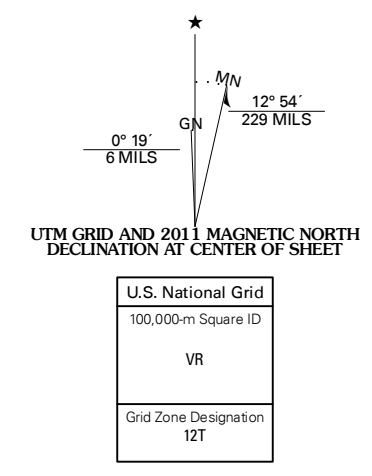 ★
MN
GN
12° 54´
229 MILS
0° 19´
6 MILS
UTM GRID AND 2011 MAGNETIC NORTH
DECLINATION AT CENTER OF SHEET
U.S. National Grid
100,000-m Square ID
VR
Grid Zone Designation
12T